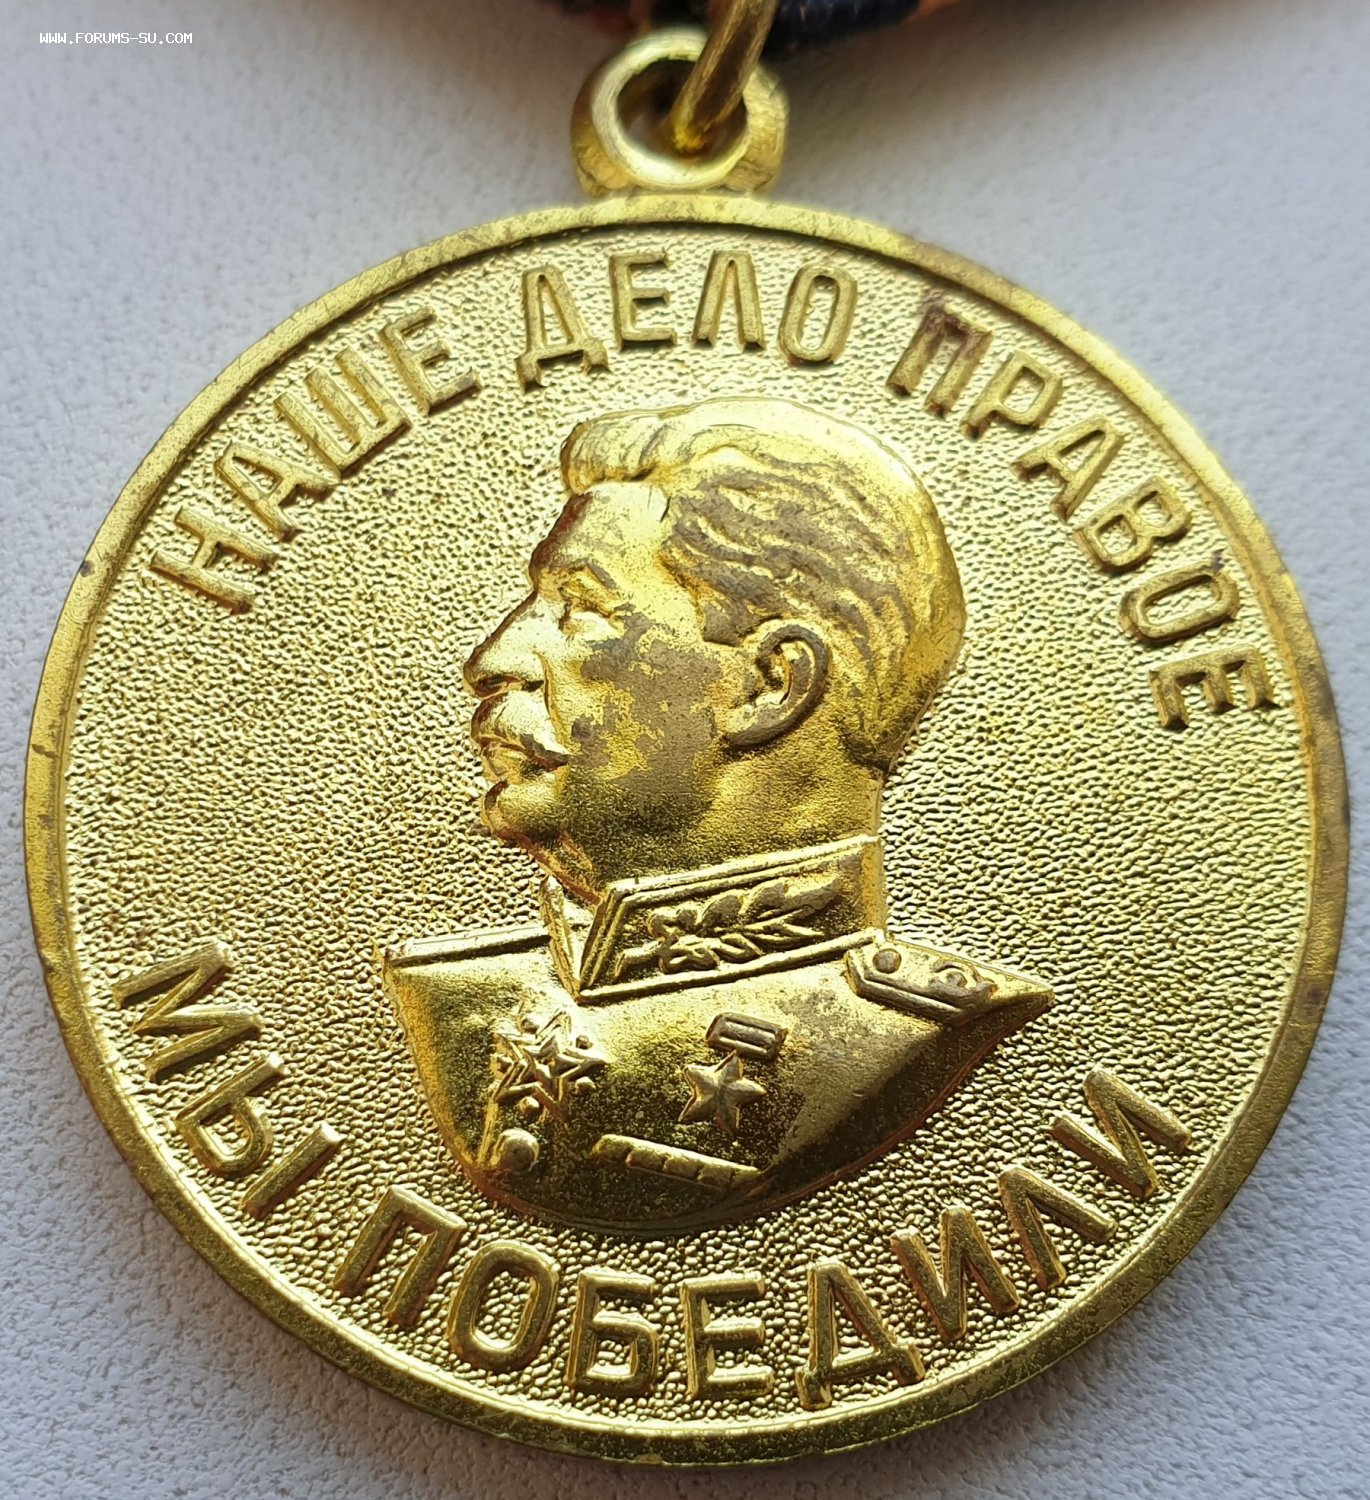 WWW.FORUMS-SU.COM
НАШЕ ДЕЛО ПРАВОЕ
МЫ ПОБЕДИЛИ